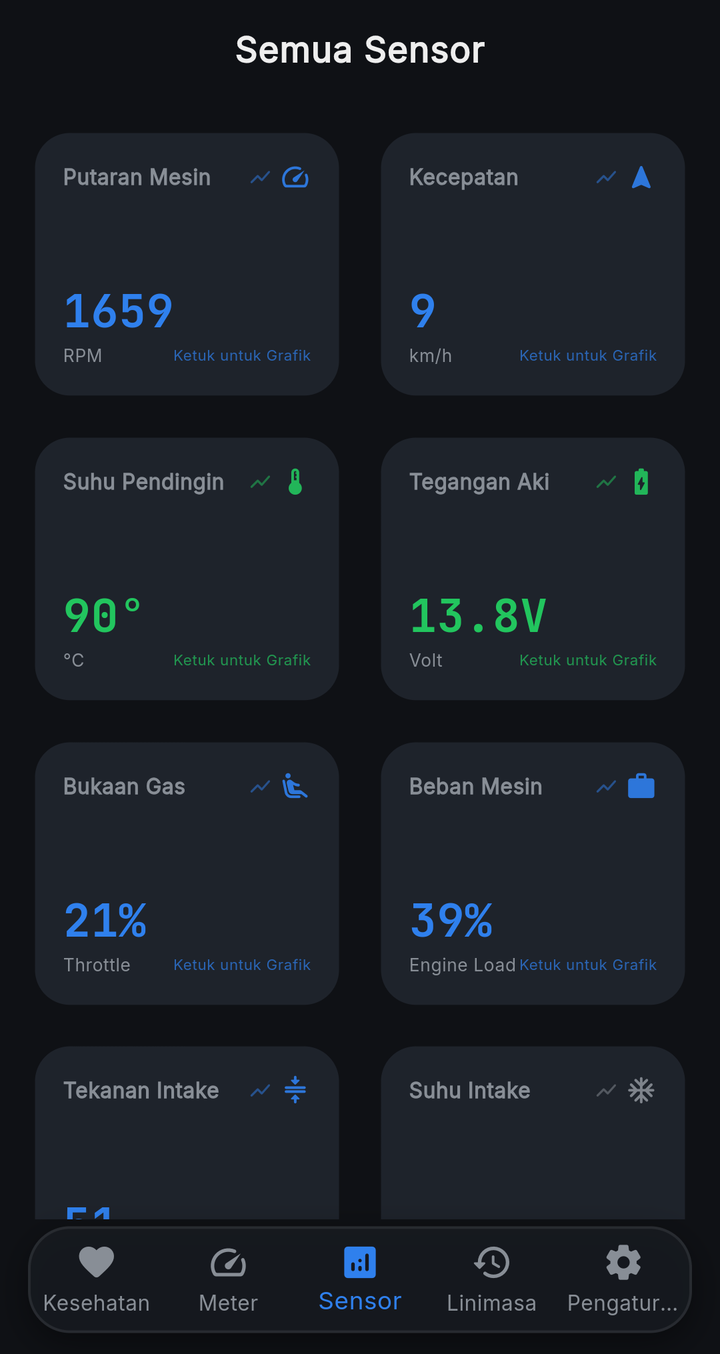 Semua Sensor
Putaran Mesin
1659
RPM
Ketuk untuk Grafik
Kecepatan
9
km/h
Ketuk untuk Grafik
Suhu Pendingin
90°
°C
Ketuk untuk Grafik
Tegangan Aki
13.8V
Volt
Ketuk untuk Grafik
Bukaan Gas
21%
Throttle
Ketuk untuk Grafik
Beban Mesin
39%
Engine Load
Ketuk untuk Grafik
Tekanan Intake
Suhu Intake
Kesehatan
Meter
Sensor
Linimasa
Pengatur...